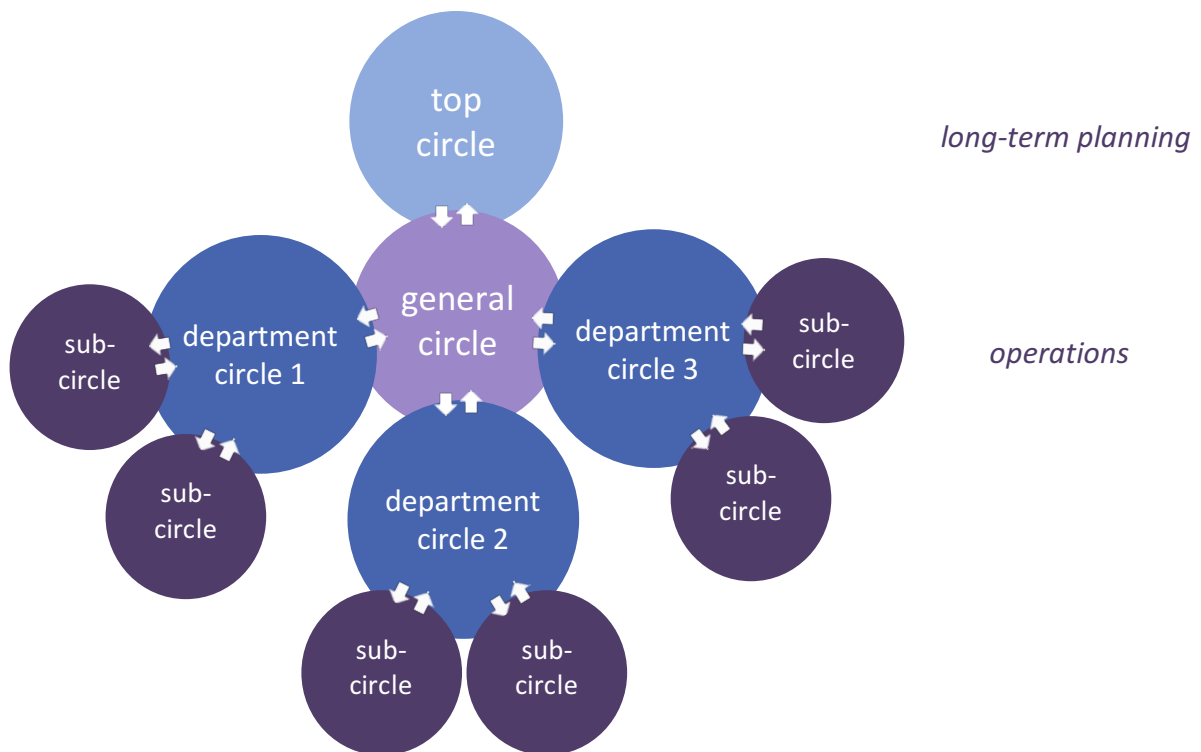 top
circle
long-term planning
general
circle
department
circle 1
department
circle 3
operations
sub-
circle
sub-
circle
sub-
circle
sub-
circle
department
circle 2
sub-
circle
sub-
circle